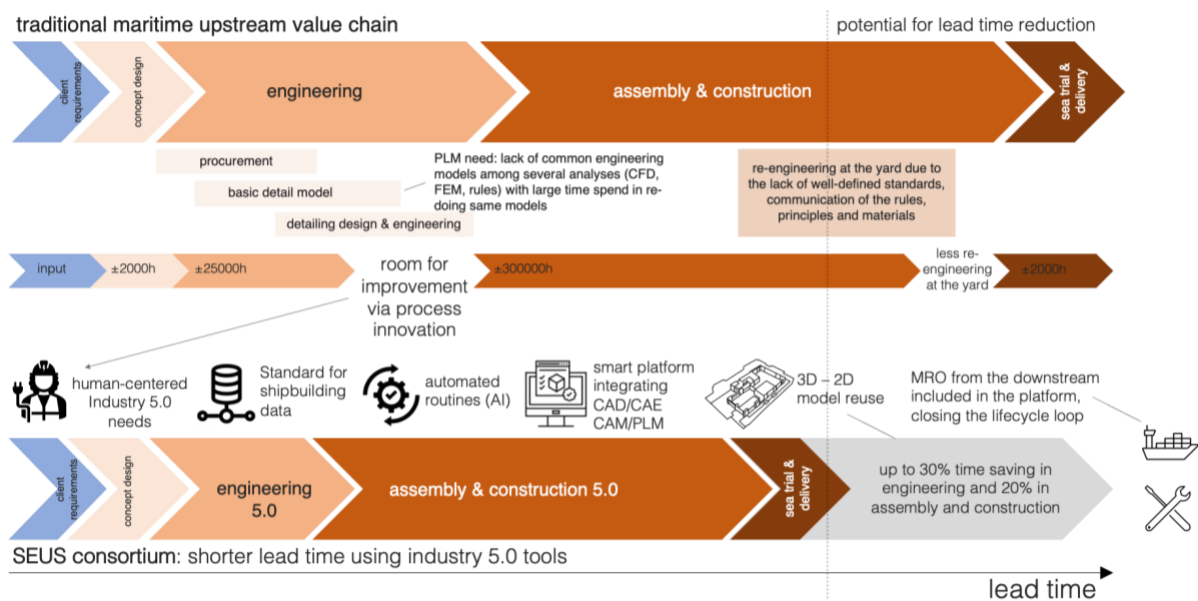 traditional maritime upstream value chain
potential for lead time reduction
client
requirements
concept design
engineering
assembly & construction
sea trial &
delivery
procurement
basic detail model
detailing design & engineering
PLM need: lack of common engineering
models among several analyses (CFD,
FEM, rules) with large time spend in re-
doing same models
re-engineering at the yard due to
the lack of well-defined standards,
communication of the rules,
principles and materials
input
±2000h
±25000h
room for
improvement
via process
innovation
±300000h
less re-
engineering
at the yard
±2000h
human-centered
Industry 5.0
needs
Standard for
shipbuilding
data
automated
routines (AI)
smart platform
integrating
CAD/CAE
CAM/PLM
3D – 2D
model reuse
MRO from the downstream
included in the platform,
closing the lifecycle loop
client
requirements
concept design
engineering
5.0
assembly & construction 5.0
sea trial &
delivery
up to 30% time saving in
engineering and 20% in
assembly and construction
SEUS consortium: shorter lead time using industry 5.0 tools
lead time